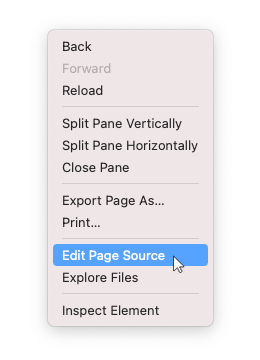 Back
Forward
Reload
Split Pane Vertically
Split Pane Horizontally
Close Pane
Export Page As...
Print...
Edit Page Source
Explore Files
Inspect Element